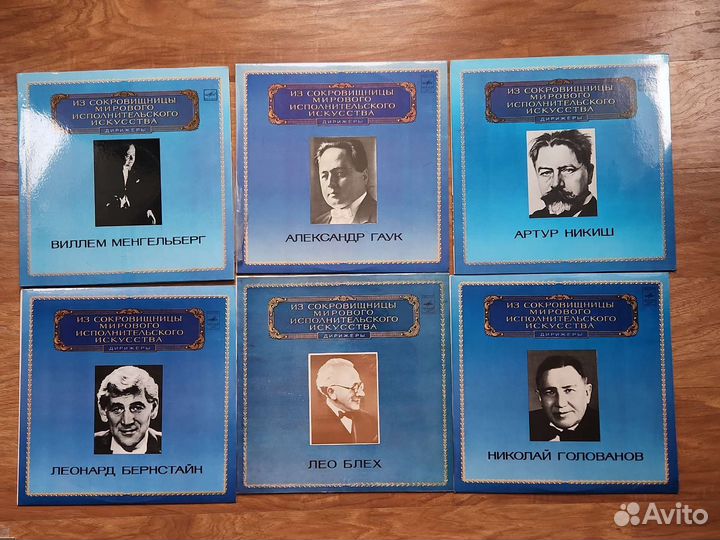 ИЗ СОКРОВИЩНИЦЫ
МИРОВОГО
ИСПОЛНИТЕЛЬСКОГО
ИСКУССТВА
ДИРИЖЕРЫ
ВИЛЛЕМ МЕНГЕЛЬБЕРГ
ИЗ СОКРОВИЩНИЦЫ
МИРОВОГО
ИСПОЛНИТЕЛЬСКОГО
ИСКУССТВА
ДИРИЖЕРЫ
АЛЕКСАНДР ГАУК
ИЗ СОКРОВИЩНИЦЫ
МИРОВОГО
ИСПОЛНИТЕЛЬСКОГО
ИСКУССТВА
ДИРИЖЕРЫ
АРТУР НИКИШ
ИЗ СОКРОВИЩНИЦЫ
МИРОВОГО
ИСПОЛНИТЕЛЬСКОГО
ИСКУССТВА
ДИРИЖЕРЫ
ЛЕОНАРД БЕРНСТАЙН
ИЗ СОКРОВИЩНИЦЫ
МИРОВОГО
ИСПОЛНИТЕЛЬСКОГО
ИСКУССТВА
ДИРИЖЕРЫ
ЛЕО БЛЕХ
ИЗ СОКРОВИЩНИЦЫ
МИРОВОГО
ИСПОЛНИТЕЛЬСКОГО
ИСКУССТВА
ДИРИЖЕРЫ
НИКОЛАЙ ГОЛОВАНОВ
Avito